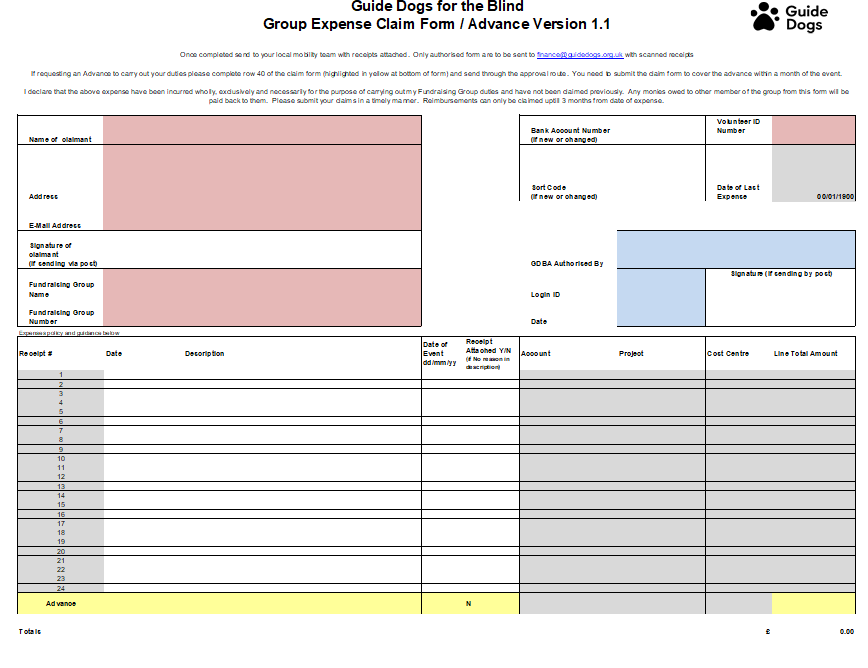 Guide Dogs for the Blind
Group Expense Claim Form / Advance Version 1.1
Guide
Dogs
Once completed send to your local mobility team with receipts attached. Only authorised form are to be sent to finance@guidedogs.org.uk with scanned receipts
If requesting an Advance to carry out your duties please complete row 40 of the claim form (highlighted in yellow at bottom of form) and send through the approval route. You need to submit the claim form to cover the advance within a month of the event.
I declare that the above expense have been incurred wholly, exclusively and necessarily for the purpose of carrying out my Fundraising Group duties and have not been claimed previously. Any monies owed to other member of the group from this form will be
paid back to them. Please submit your claims in a timely manner. Reimbursements can only be claimed uptill 3 months from date of expense.
Name of claimant
Bank Account Number
(if new or changed)
Volunteer ID
Number
Address
Sort Code
(if new or changed)
Date of Last
Expense
00/01/1900
E-Mail Address
Signature of
claimant
(if sending via post)
GDBA Authorised By
Fundraising Group
Name
Login ID
Signature (if sending by post)
Fundraising Group
Number
Date
Expenses policy and guidance below
Receipt #
Date
Description
Date of
Event
dd/mm/yy
Receipt
Attached Y/N
(if No reason in
description)
Account
Project
Cost Centre
Line Total Amount
1
2
3
4
5
6
7
8
9
10
11
12
13
14
15
16
17
18
19
20
21
22
23
24
Advance
N
Totals
£
0.00